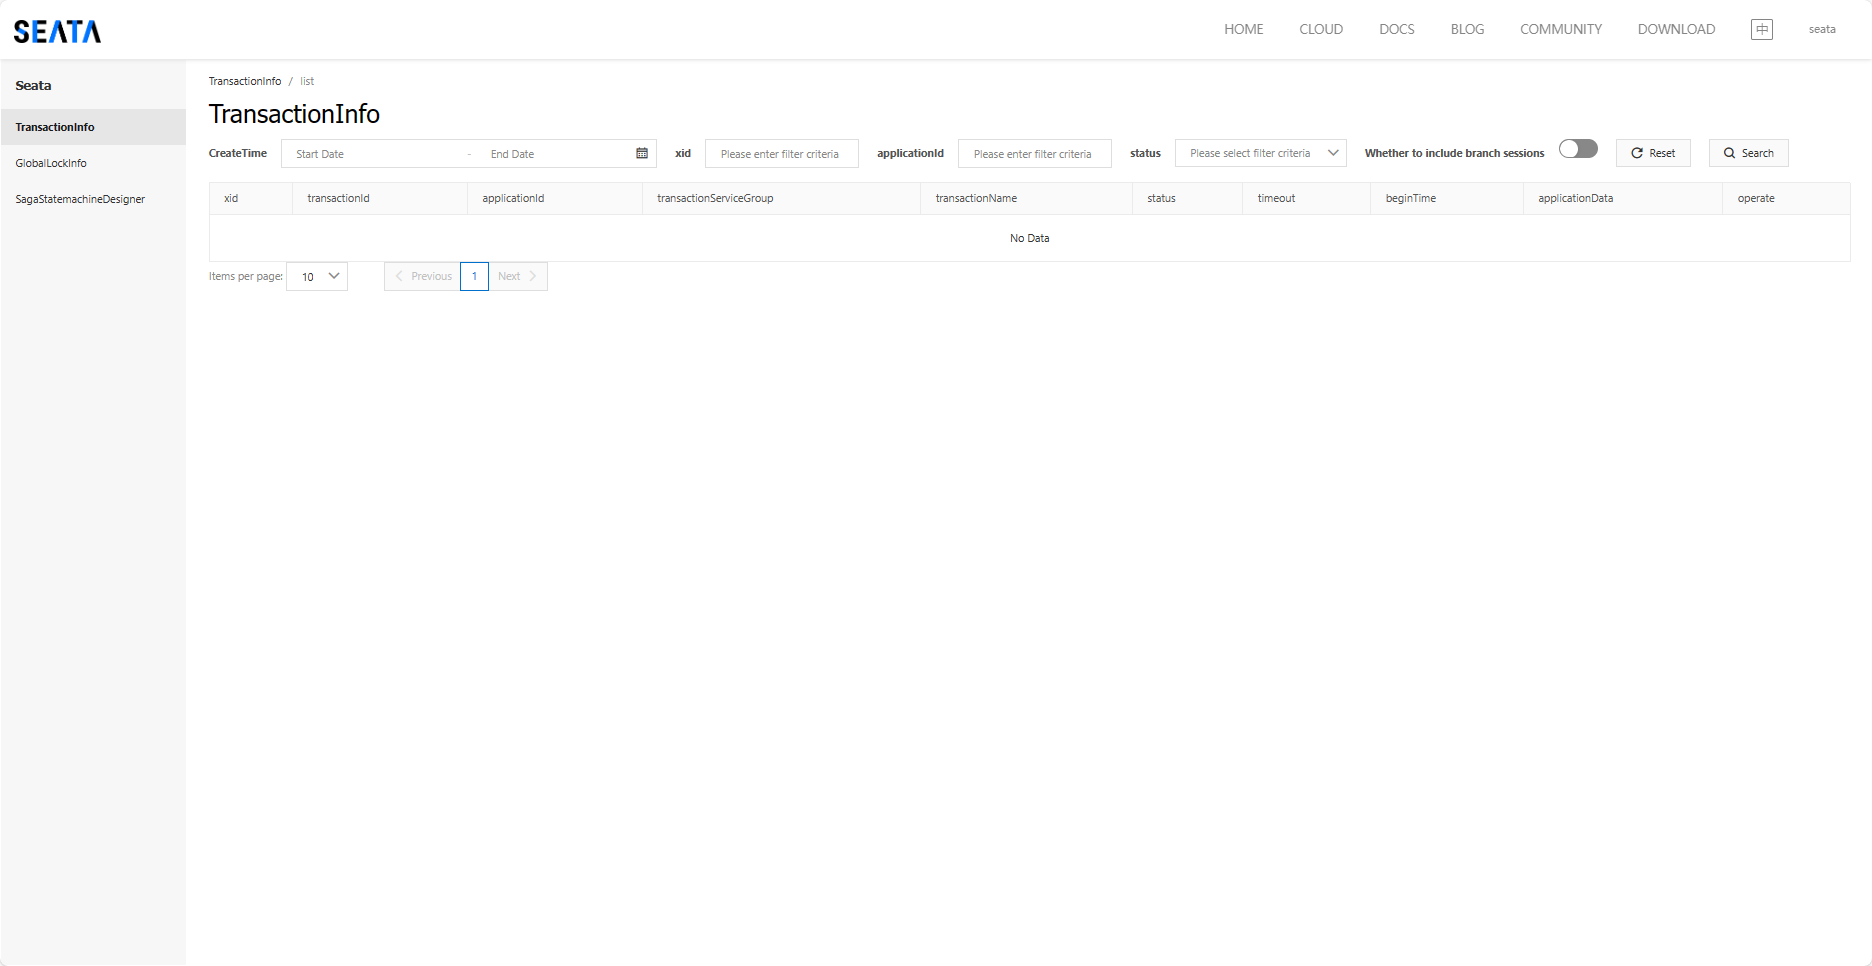 SEATA
HOME CLOUD DOCS BLOG COMMUNITY DOWNLOAD 中 seata
Seata
TransactionInfo
GlobalLockInfo
SagaStatemachineDesigner
TransactionInfo / list
TransactionInfo
CreateTime Start Date - End Date xid Please enter filter criteria applicationId Please enter filter criteria status Please select filter criteria Whether to include branch sessions Reset Search
xid transactionId applicationId transactionServiceGroup transactionName status timeout beginTime applicationData operate
No Data
Items per page: 10 Previous 1 Next